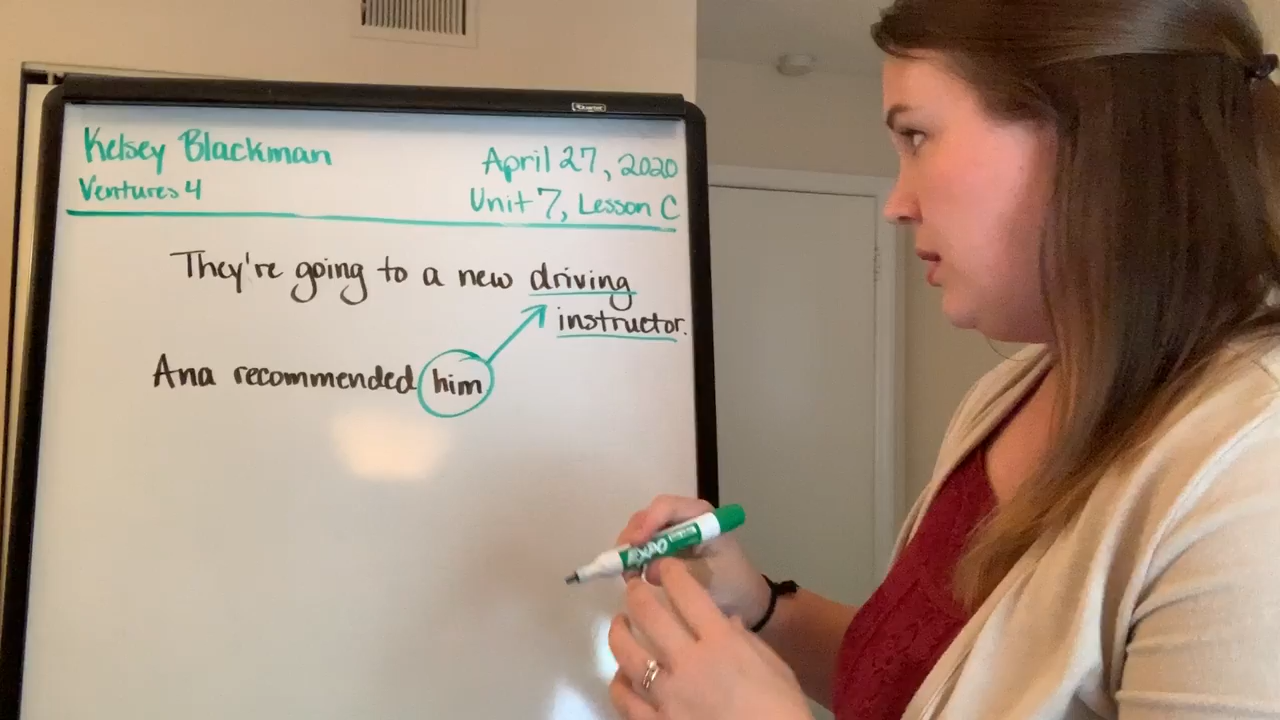 Quartet
Kelsey Blackman
April 27, 2020
Ventures 4
Unit 7, Lesson C
They're going to a new driving
instructor.
Ana recommended him
EXPO